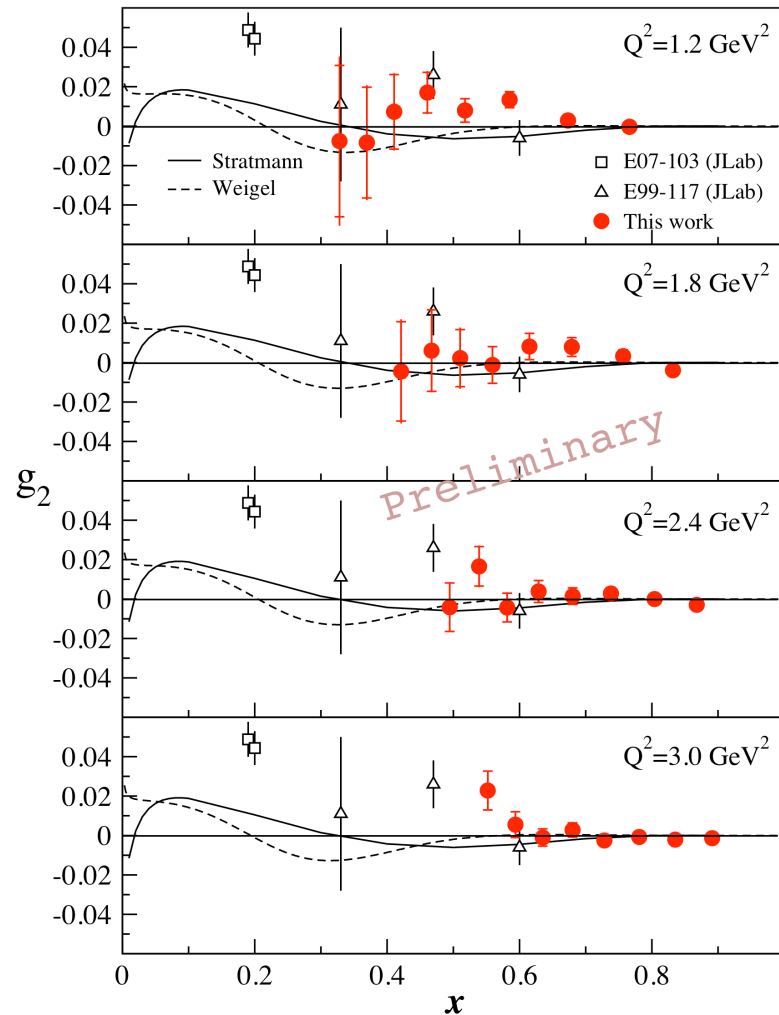 0.04
0.02
0
-0.02
-0.04
Q²=1.2 GeV²
Stratmann
Weigel
E07-103 (JLab)
E99-117 (JLab)
This work
0.04
0.02
0
-0.02
-0.04
Q²=1.8 GeV²
Preliminary
g₂
0.04
0.02
0
-0.02
-0.04
Q²=2.4 GeV²
0.04
0.02
0
-0.02
-0.04
Q²=3.0 GeV²
0 0.2 0.4 0.6 0.8
x